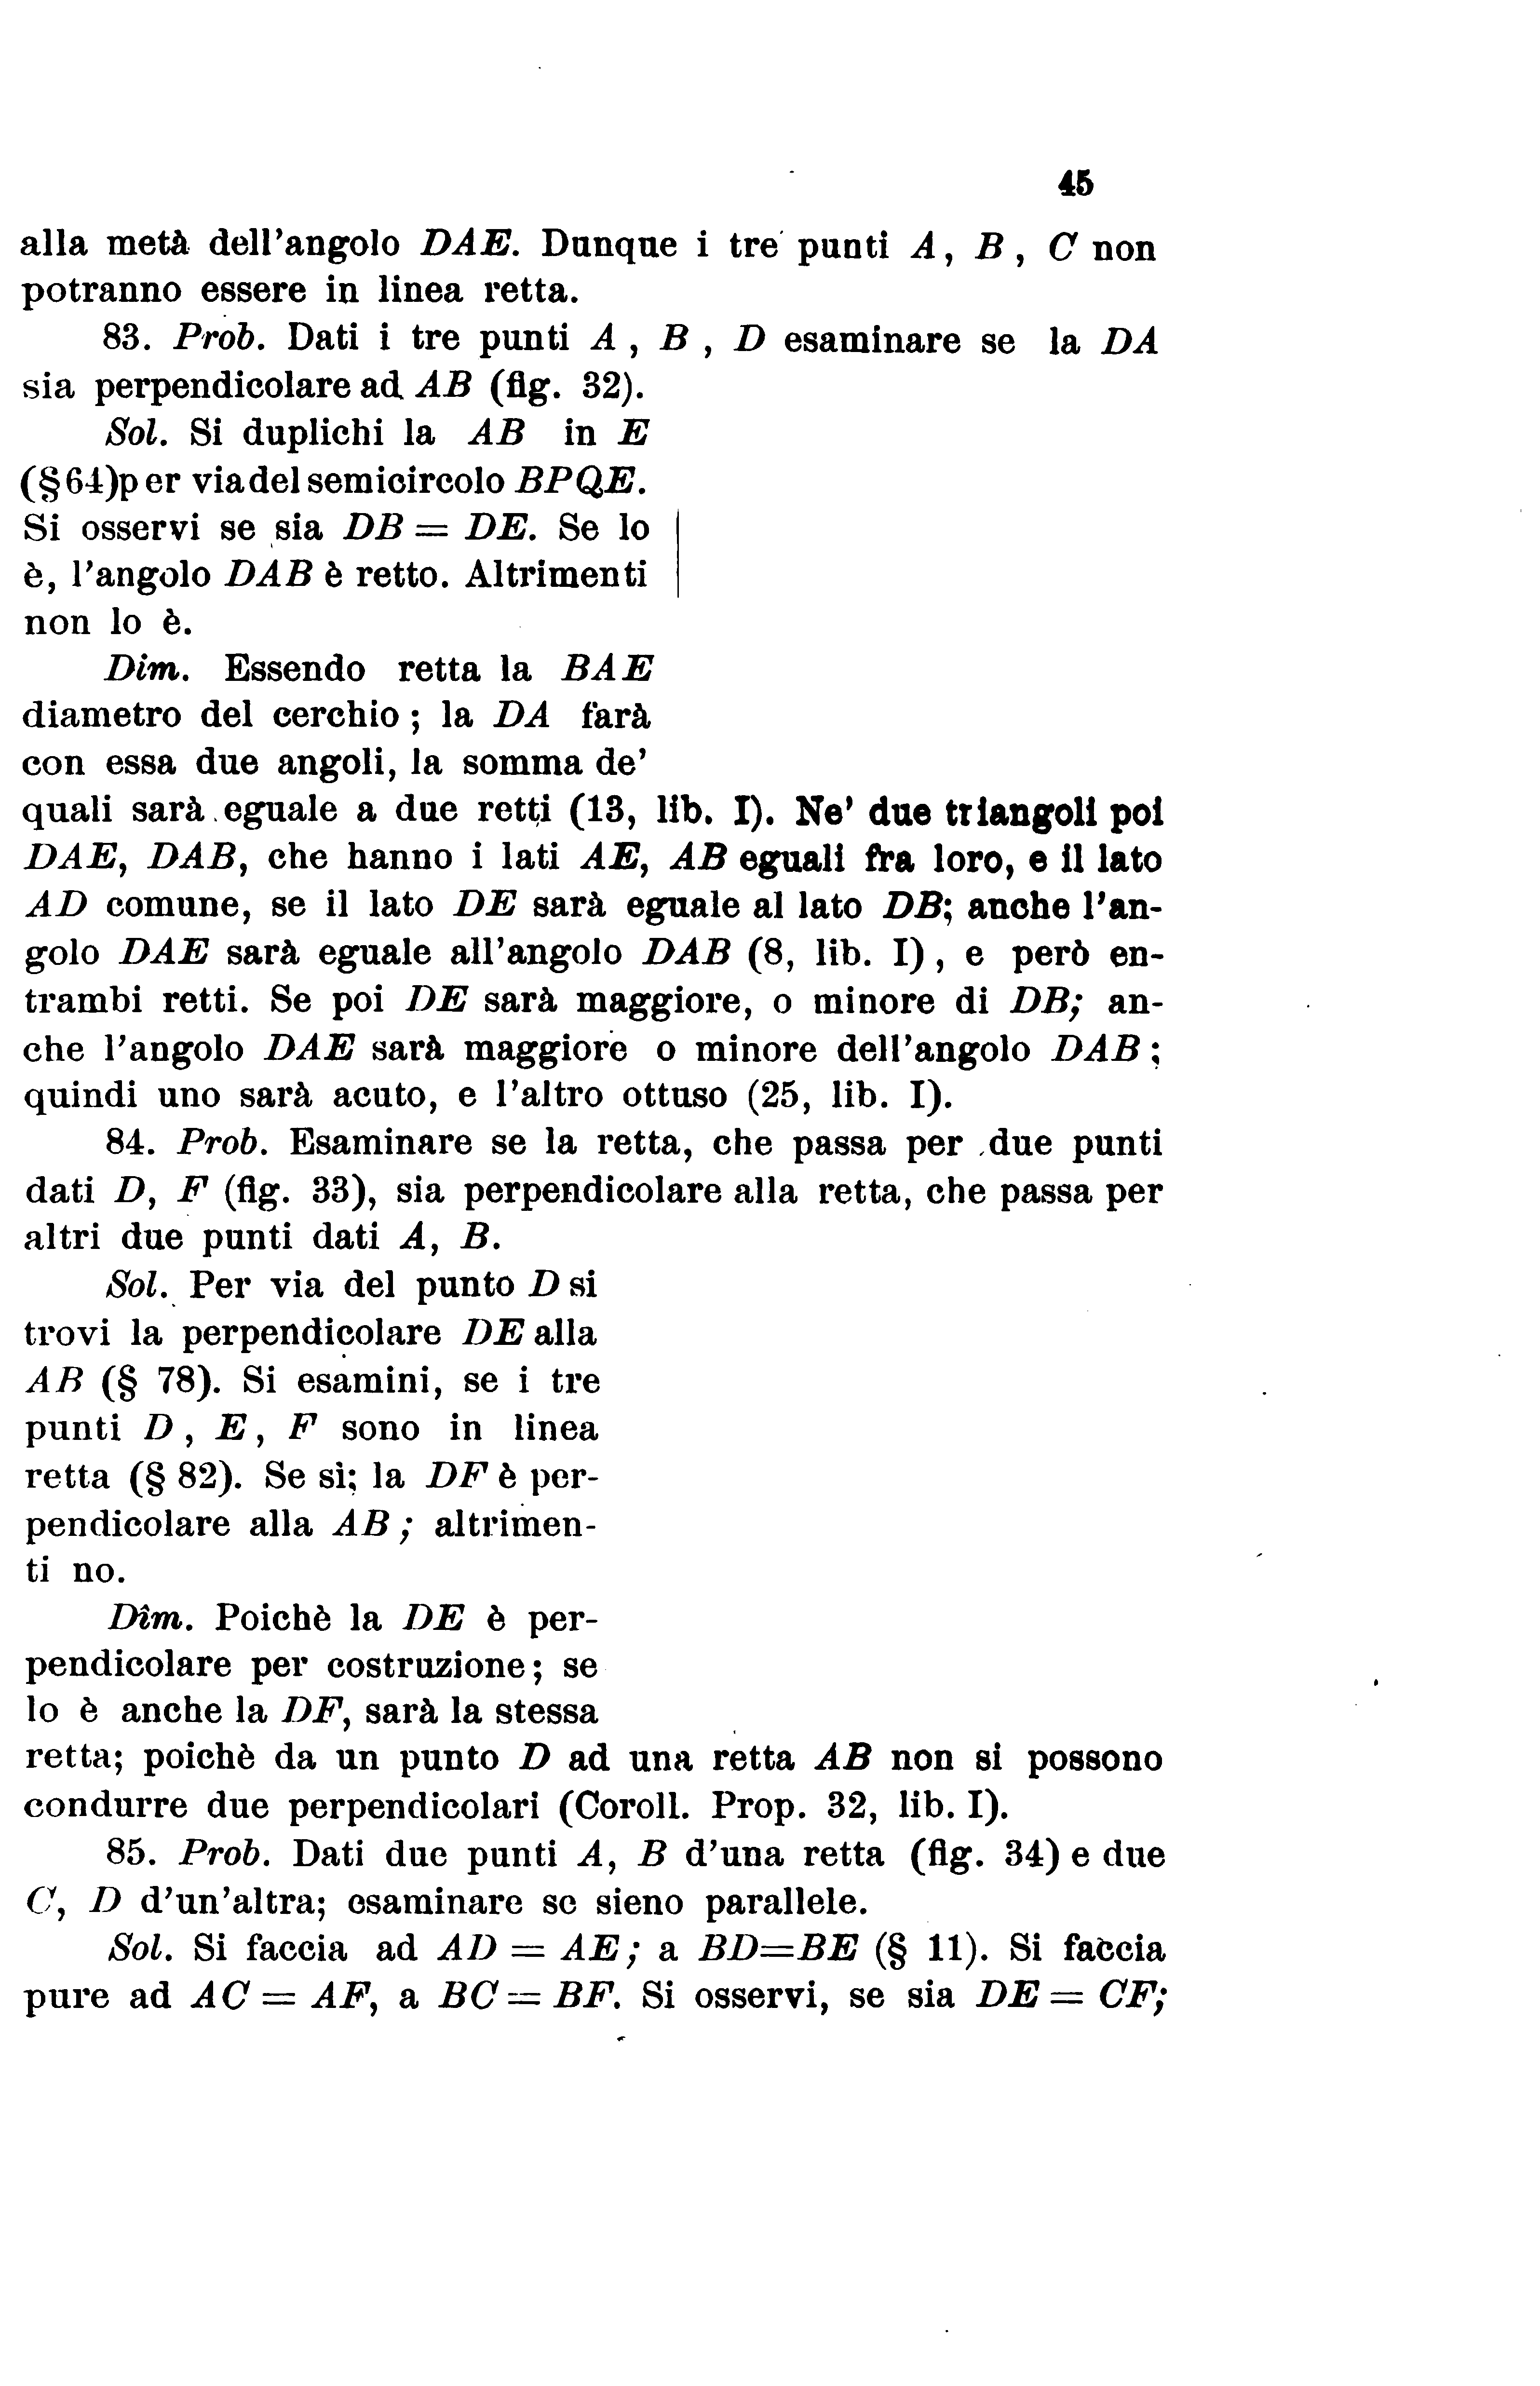 45
alla metà dell'angolo DAE. Dunque i tre punti A, B, C non
potranno essere in linea retta.
83. Prob. Dati i tre punti A, B, D esaminare se la DA
sia perpendicolare ad AB (fig. 32).
Sol. Si duplichi la AB in E
(§64)per via del semicircolo BPQE.
Si osservi se sia DB = DE. Se lo
è, l'angolo DAB è retto. Altrimenti
non lo è.
Dim. Essendo retta la BAE
diametro del cerchio; la DA farà
con essa due angoli, la somma de'
quali sarà eguale a due retti (13, lib. I). Ne' due triangoli poi
DAE, DAB, che hanno i lati AE, AB eguali fra loro, e il lato
AD comune, se il lato DE sarà eguale al lato DB; anche l'an-
golo DAE sarà eguale all'angolo DAB (8, lib. I), e però en-
trambi retti. Se poi DE sarà maggiore, o minore di DB; an-
che l'angolo DAE sarà maggiore o minore dell'angolo DAB;
quindi uno sarà acuto, e l'altro ottuso (25, lib. I).
84. Prob. Esaminare se la retta, che passa per due punti
dati D, F (fig. 33), sia perpendicolare alla retta, che passa per
altri due punti dati A, B.
Sol. Per via del punto D si
trovi la perpendicolare DE alla
AB (§ 78). Si esamini, se i tre
punti D, E, F sono in linea
retta (§ 82). Se sì; la DF è per-
pendicolare alla AB; altrimen-
ti no.
Dim. Poichè la DE è per-
pendicolare per costruzione; se
lo è anche la DF, sarà la stessa
retta; poichè da un punto D ad una retta AB non si possono
condurre due perpendicolari (Coroll. Prop. 32, lib. I).
85. Prob. Dati due punti A, B d'una retta (fig. 34) e due
C, D d'un'altra; esaminare se sieno parallele.
Sol. Si faccia ad AD = AE; a BD=BE (§ 11). Si faccia
pure ad AC = AF, a BC = BF. Si osservi, se sia DE = CF;